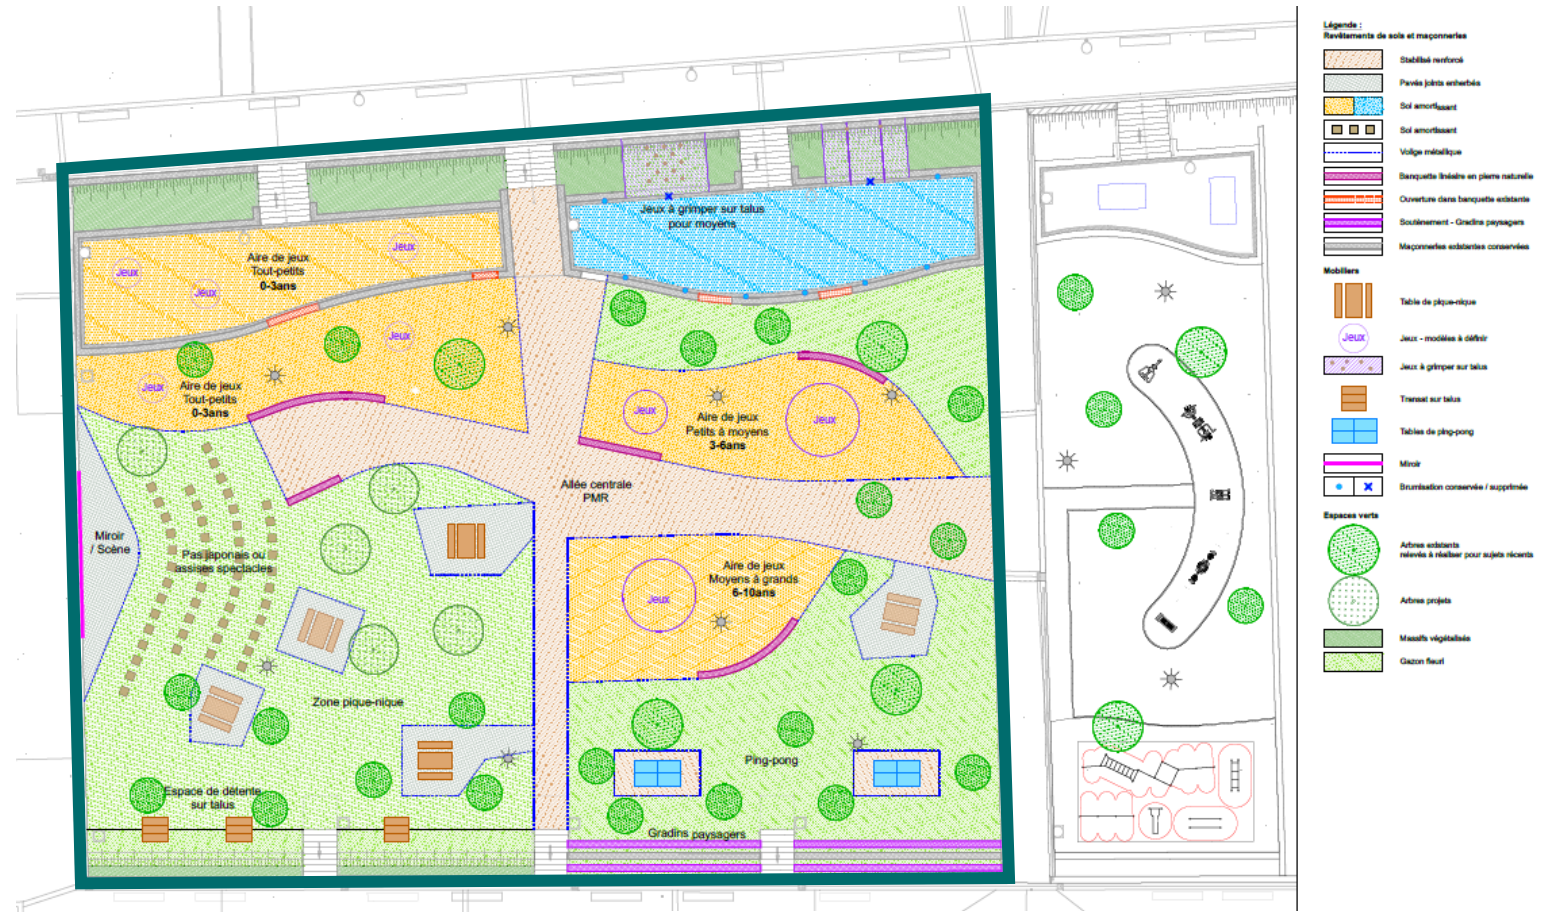 Jeux à grimper sur talus
pour moyens
Jeux
Jeux
Jeux
Aire de jeux
Tout-petits
0-3ans
Jeux
Jeux
Aire de jeux
Tout-petits
0-3ans
Jeux
Aire de jeux
Petits à moyens
3-6ans
Jeux
Allée centrale
PMR
Miroir
/ Scène
Pas japonais ou
assises spectacles
Aire de jeux
Moyens à grands
6-10ans
Jeux
Zone pique-nique
Ping-pong
Espace de détente
sur talus
Gradins paysagers
Légende :
Revêtements de sols et maçonneries
Stabilisé renforcé
Pavés joints enherbés
Sol amortissant
Sol amortissant
Volige métallique
Banquette linéaire en pierre naturelle
Ouverture dans banquette existante
Soutènement - Gradins paysagers
Maçonneries existantes conservées
Mobiliers
Table de pique-nique
Jeux
Jeux - modèles à définir
Jeux à grimper sur talus
Transat sur talus
Tables de ping-pong
Miroir
Brumisation conservée / supprimée
Espaces verts
Arbres existants
relevés à réaliser pour sujets récents
Arbres projets
Massifs végétalisés
Gazon fleuri